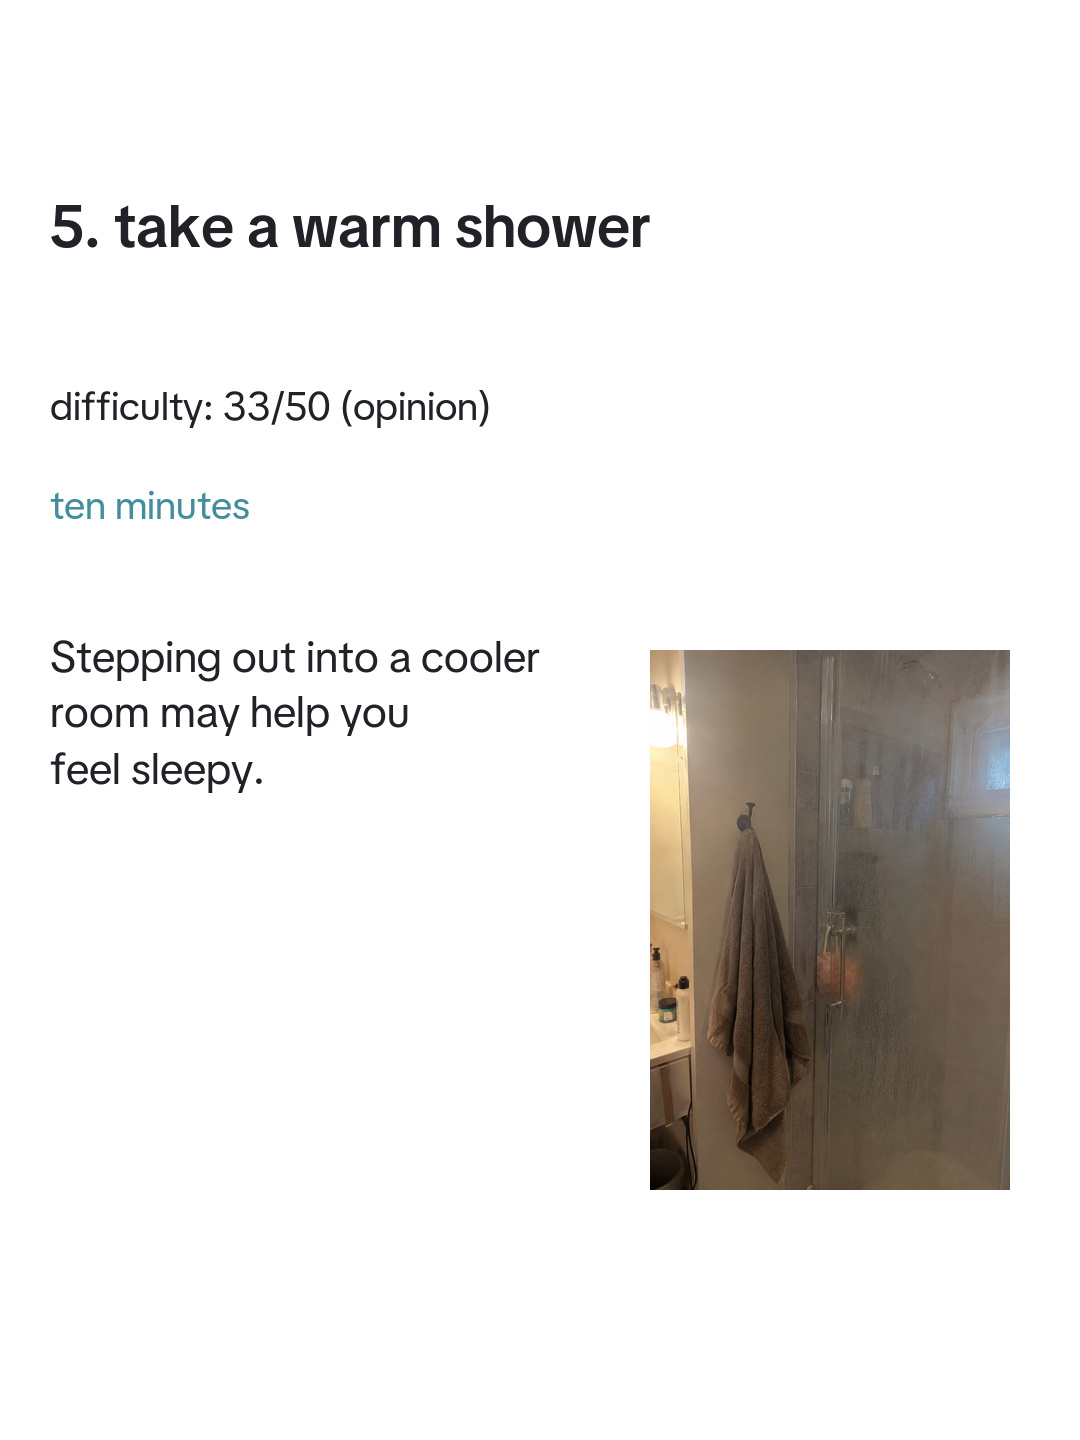 5. take a warm shower
difficulty: 33/50 (opinion)
ten minutes
Stepping out into a cooler
room may help you
feel sleepy.